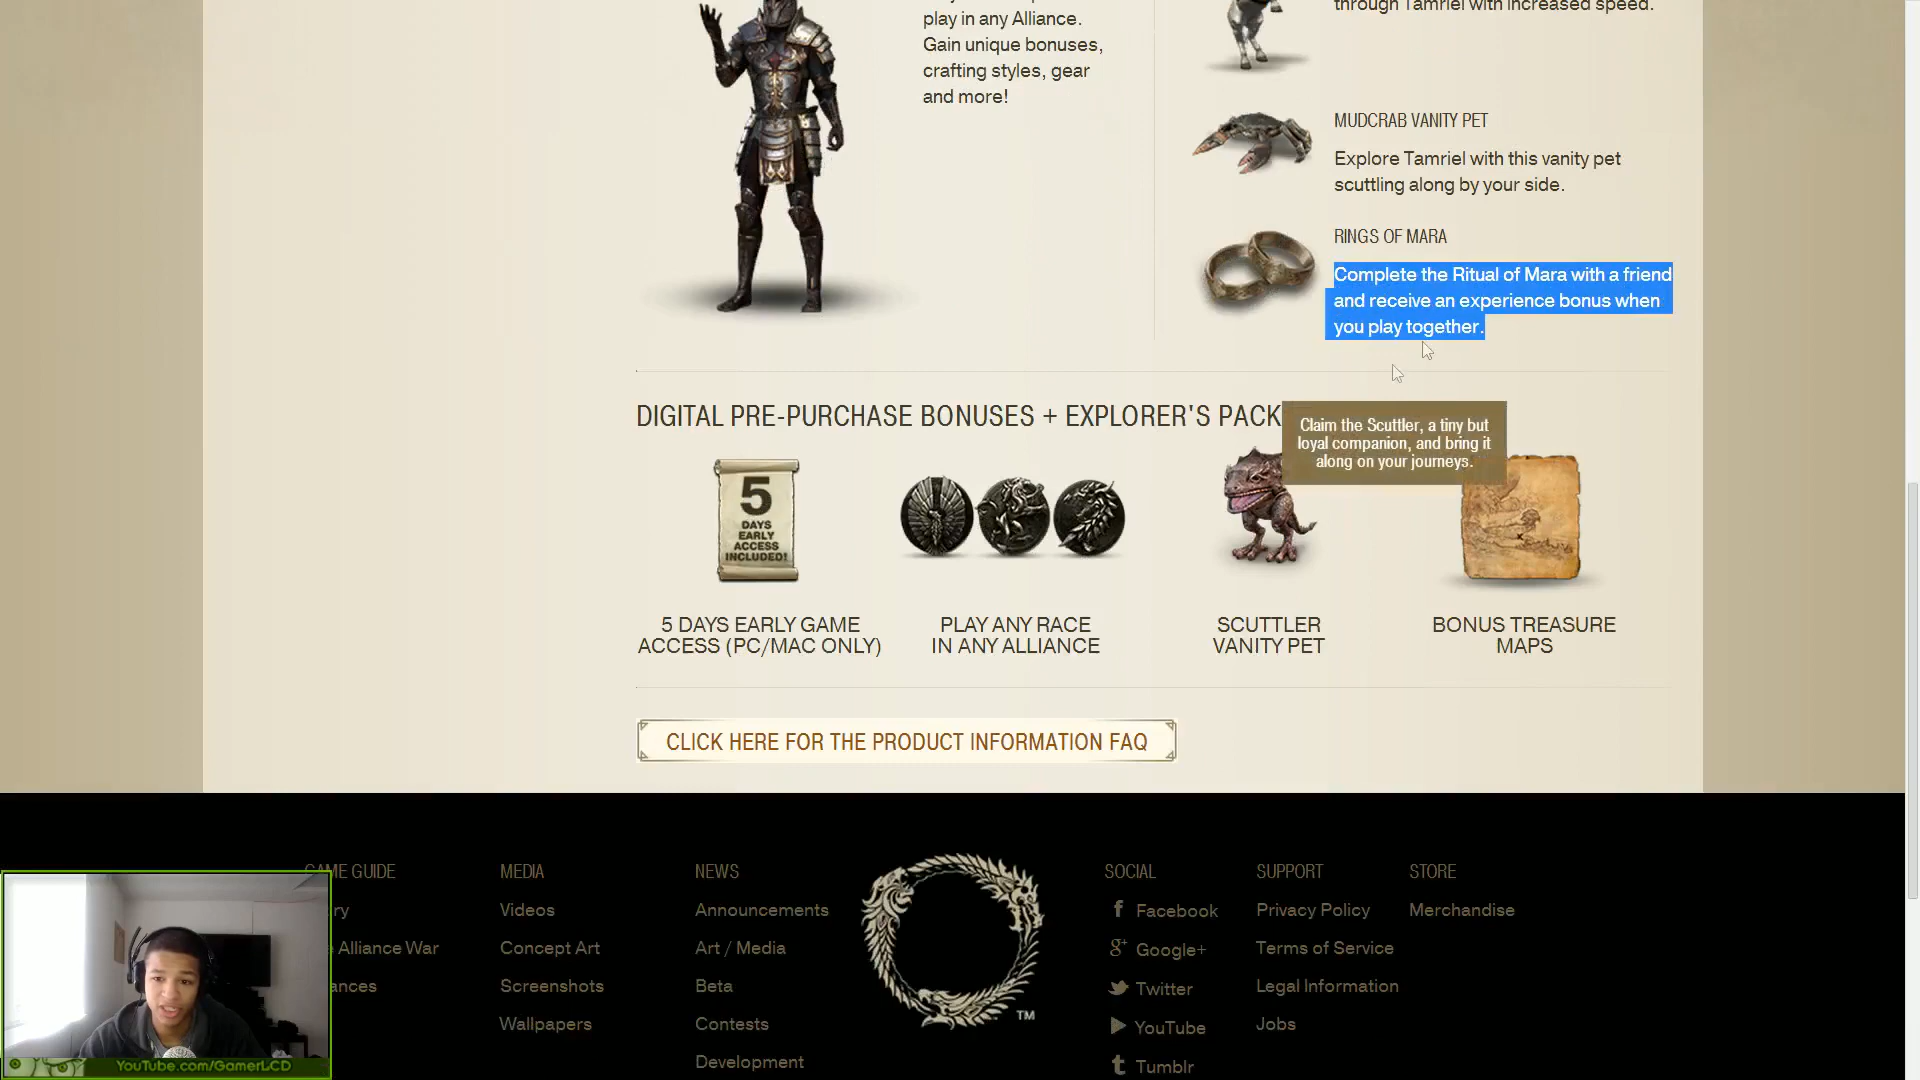 play in any Alliance.
Gain unique bonuses,
crafting styles, gear
and more!
through Tamriel with increased speed.
MUDCRAB VANITY PET
Explore Tamriel with this vanity pet
scuttling along by your side.
RINGS OF MARA
Complete the Ritual of Mara with a friend
and receive an experience bonus when
you play together.
DIGITAL PRE-PURCHASE BONUSES + EXPLORER'S PACK
Claim the Scuttler, a tiny but
loyal companion, and bring it
along on your journeys.
5
DAYS
EARLY
ACCESS
INCLUDED!
5 DAYS EARLY GAME
ACCESS (PC/MAC ONLY)
PLAY ANY RACE
IN ANY ALLIANCE
SCUTTLER
VANITY PET
BONUS TREASURE
MAPS
CLICK HERE FOR THE PRODUCT INFORMATION FAQ
GAME GUIDE
Alliance War
MEDIA
Videos
Concept Art
Screenshots
Wallpapers
NEWS
Announcements
Art / Media
Beta
Contests
Development
TM
SOCIAL
Facebook
Google+
Twitter
YouTube
Tumblr
SUPPORT
Privacy Policy
Terms of Service
Legal Information
Jobs
STORE
Merchandise
YouTube.com/GamerLCD